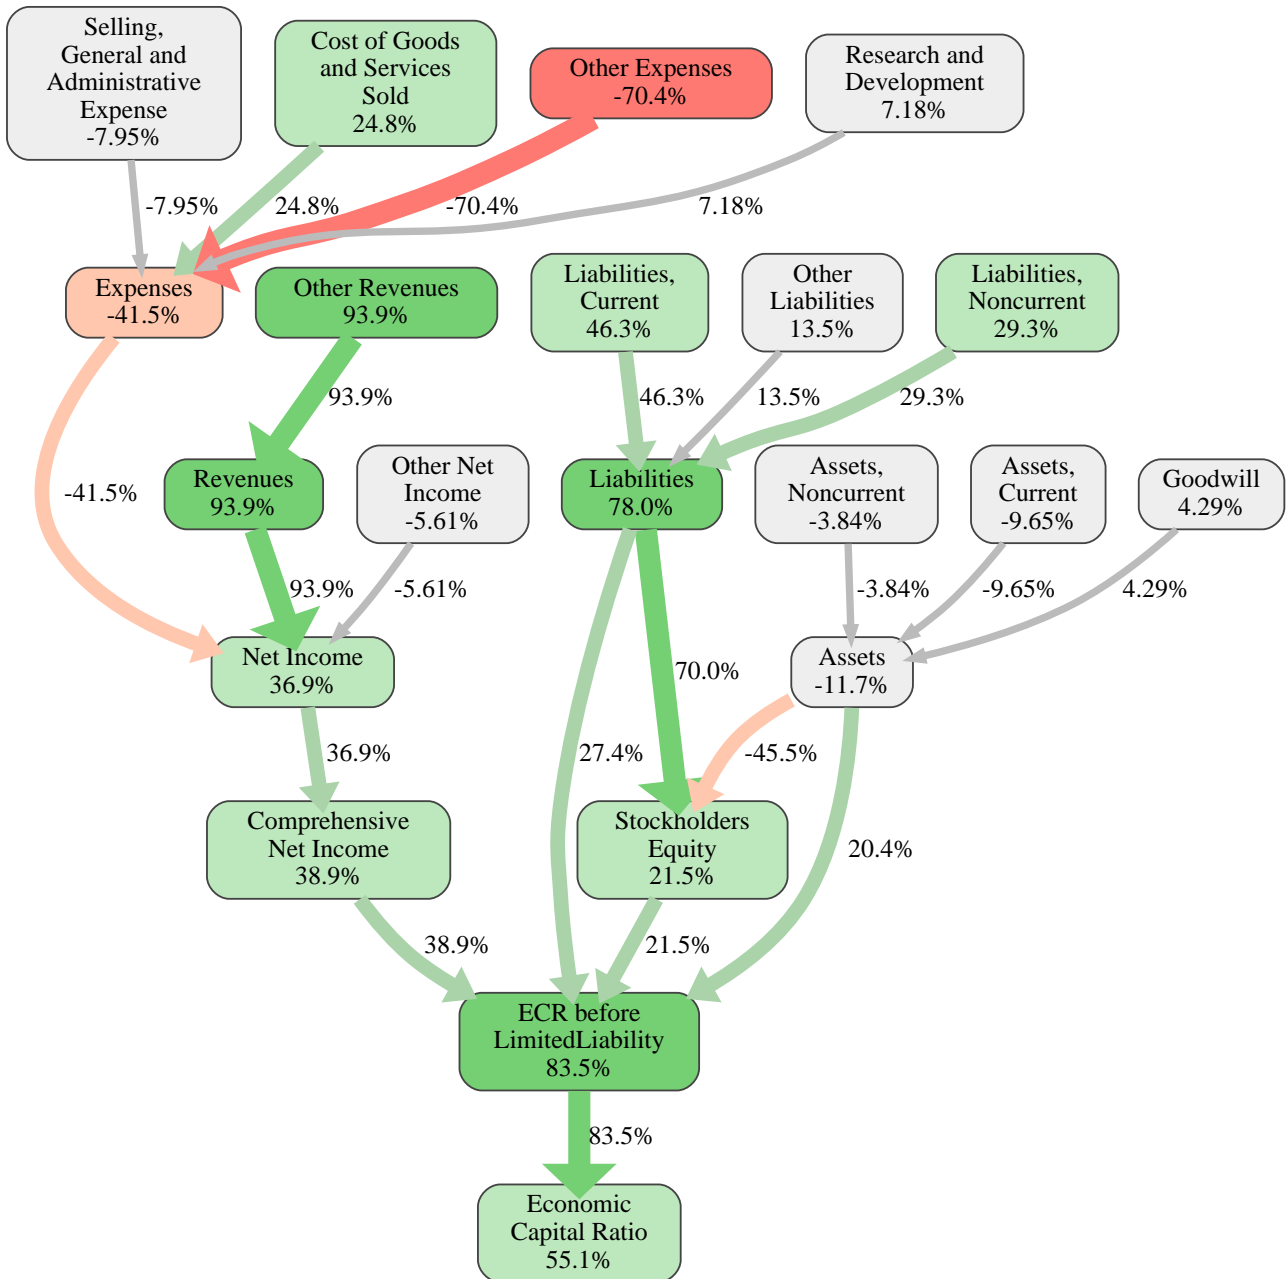 Selling,
General and
Administrative
Expense
-7.95%
Cost of Goods
and Services
Sold
24.8%
Other Expenses
-70.4%
Research and
Development
7.18%
-7.95%
24.8%
-70.4%
7.18%
Expenses
-41.5%
Other Revenues
93.9%
Liabilities,
Current
46.3%
Other
Liabilities
13.5%
Liabilities,
Noncurrent
29.3%
93.9%
46.3%
13.5%
29.3%
-41.5%
Revenues
93.9%
Other Net
Income
-5.61%
Liabilities
78.0%
Assets,
Noncurrent
-3.84%
Assets,
Current
-9.65%
Goodwill
4.29%
93.9%
-5.61%
-3.84%
-9.65%
4.29%
Net Income
36.9%
70.0%
Assets
-11.7%
36.9%
27.4%
-45.5%
Comprehensive
Net Income
38.9%
Stockholders
Equity
21.5%
20.4%
38.9%
21.5%
ECR before
LimitedLiability
83.5%
83.5%
Economic
Capital Ratio
55.1%